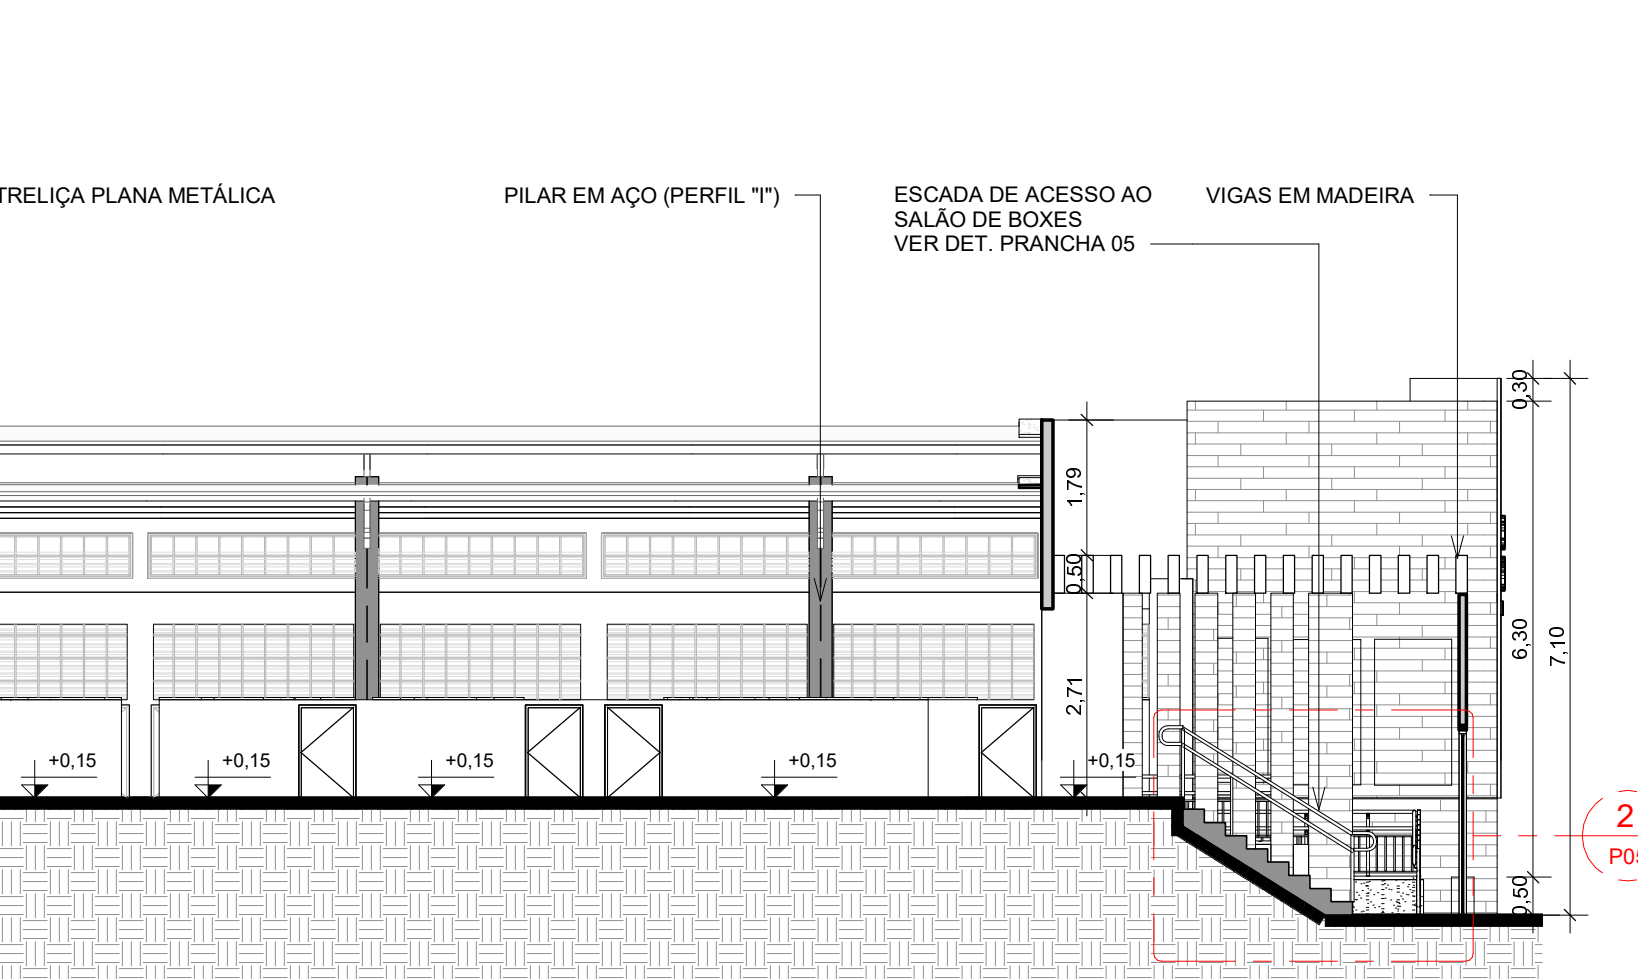 TRELIÇA PLANA METÁLICA
PILAR EM AÇO (PERFIL "I")
ESCADA DE ACESSO AO
SALÃO DE BOXES
VER DET. PRANCHA 05
VIGAS EM MADEIRA
0,30
1,79
0,50
6,30
7,10
2,71
+0,15
+0,15
+0,15
+0,15
+0,15
2
P05
0,50